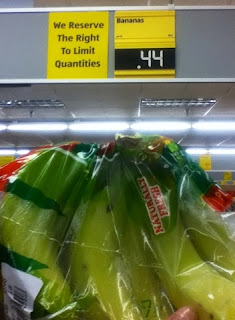 We Reserve
The Right
To Limit
Quantities
Bananas
.44